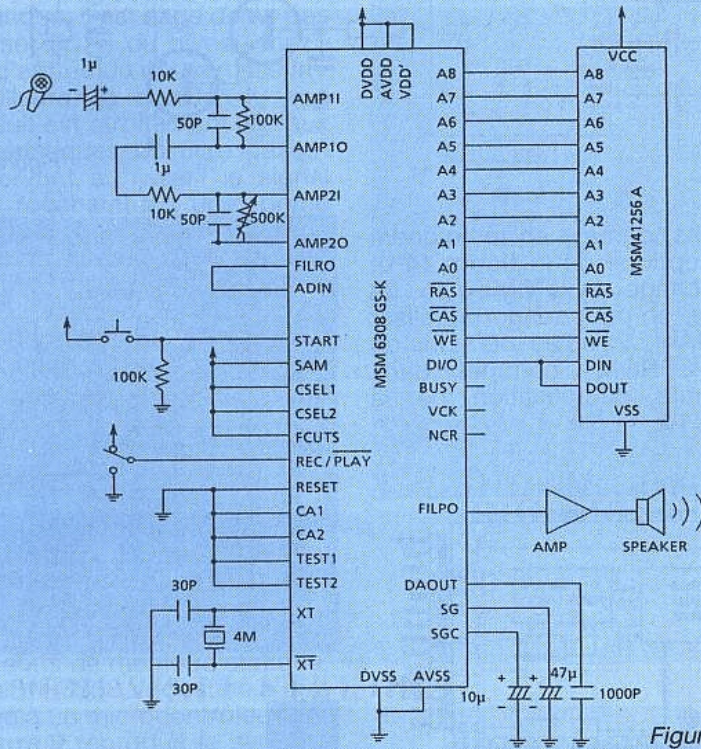 1μ
10K
50P
100K
1μ
10K
50P
500K
100K
30P
4M
30P
AMP1I
AMP1O
AMP2I
AMP2O
FILRO
ADIN
START
SAM
CSEL1
CSEL2
FCUTS
REC/PLAY
RESET
CA1
CA2
TEST1
TEST2
XT
XT
DVDD
AVDD
VDD'
MSM 6308 GS-K
DVSS
AVSS
A8
A7
A6
A5
A4
A3
A2
A1
A0
RAS
CAS
WE
DI/O
BUSY
VCK
NCR
FILPO
DAOUT
SG
SGC
VCC
A8
A7
A6
A5
A4
A3
A2
A1
A0
RAS
CAS
WE
DIN
DOUT
VSS
MSM41256 A
AMP
SPEAKER
10μ
47μ
1000P
+
-
+
-
-
+
Figur